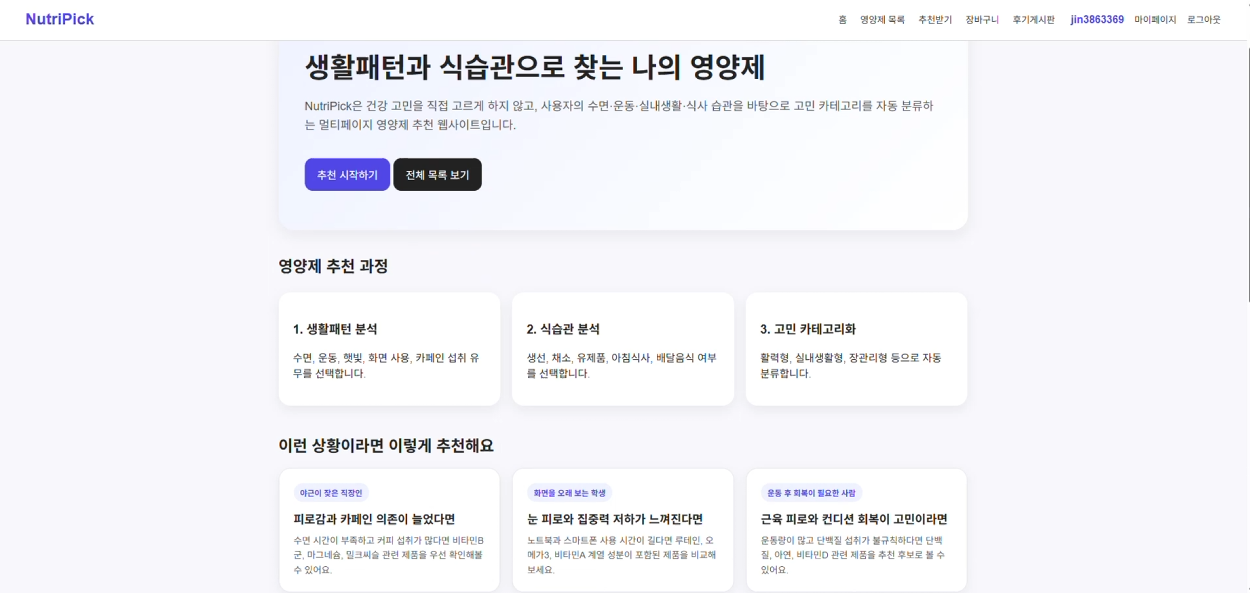 NutriPick
홈 영양제 목록 추천받기 장바구니 후기게시판 jin3863369 마이페이지 로그아웃
생활패턴과 식습관으로 찾는 나의 영양제
NutriPick은 건강 고민을 직접 고르게 하지 않고, 사용자의 수면·운동·실내생활·식사 습관을 바탕으로 고민 카테고리를 자동 분류하
는 멀티페이지 영양제 추천 웹사이트입니다.
추천 시작하기 전체 목록 보기
영양제 추천 과정
1. 생활패턴 분석
수면, 운동, 햇빛, 화면 사용, 카페인 섭취 유
무를 선택합니다.
2. 식습관 분석
생선, 채소, 유제품, 아침식사, 배달음식 여부
를 선택합니다.
3. 고민 카테고리화
활력형, 실내생활형, 장관리형 등으로 자동
분류합니다.
이런 상황이라면 이렇게 추천해요
야근이 잦은 직장인
피로감과 카페인 의존이 늘었다면
수면 시간이 부족하고 커피 섭취가 많다면 비타민B
군, 마그네슘, 밀크씨슬 관련 제품을 우선 확인해볼
수 있어요.
화면을 오래 보는 학생
눈 피로와 집중력 저하가 느껴진다면
노트북과 스마트폰 사용 시간이 길다면 루테인, 오
메가3, 비타민A 계열 성분이 포함된 제품을 비교해
보세요.
운동 후 회복이 필요한 사람
근육 피로와 컨디션 회복이 고민이라면
운동량이 많고 단백질 섭취가 불규칙하다면 단백
질, 아연, 비타민D 관련 제품을 추천 후보로 볼 수
있어요.